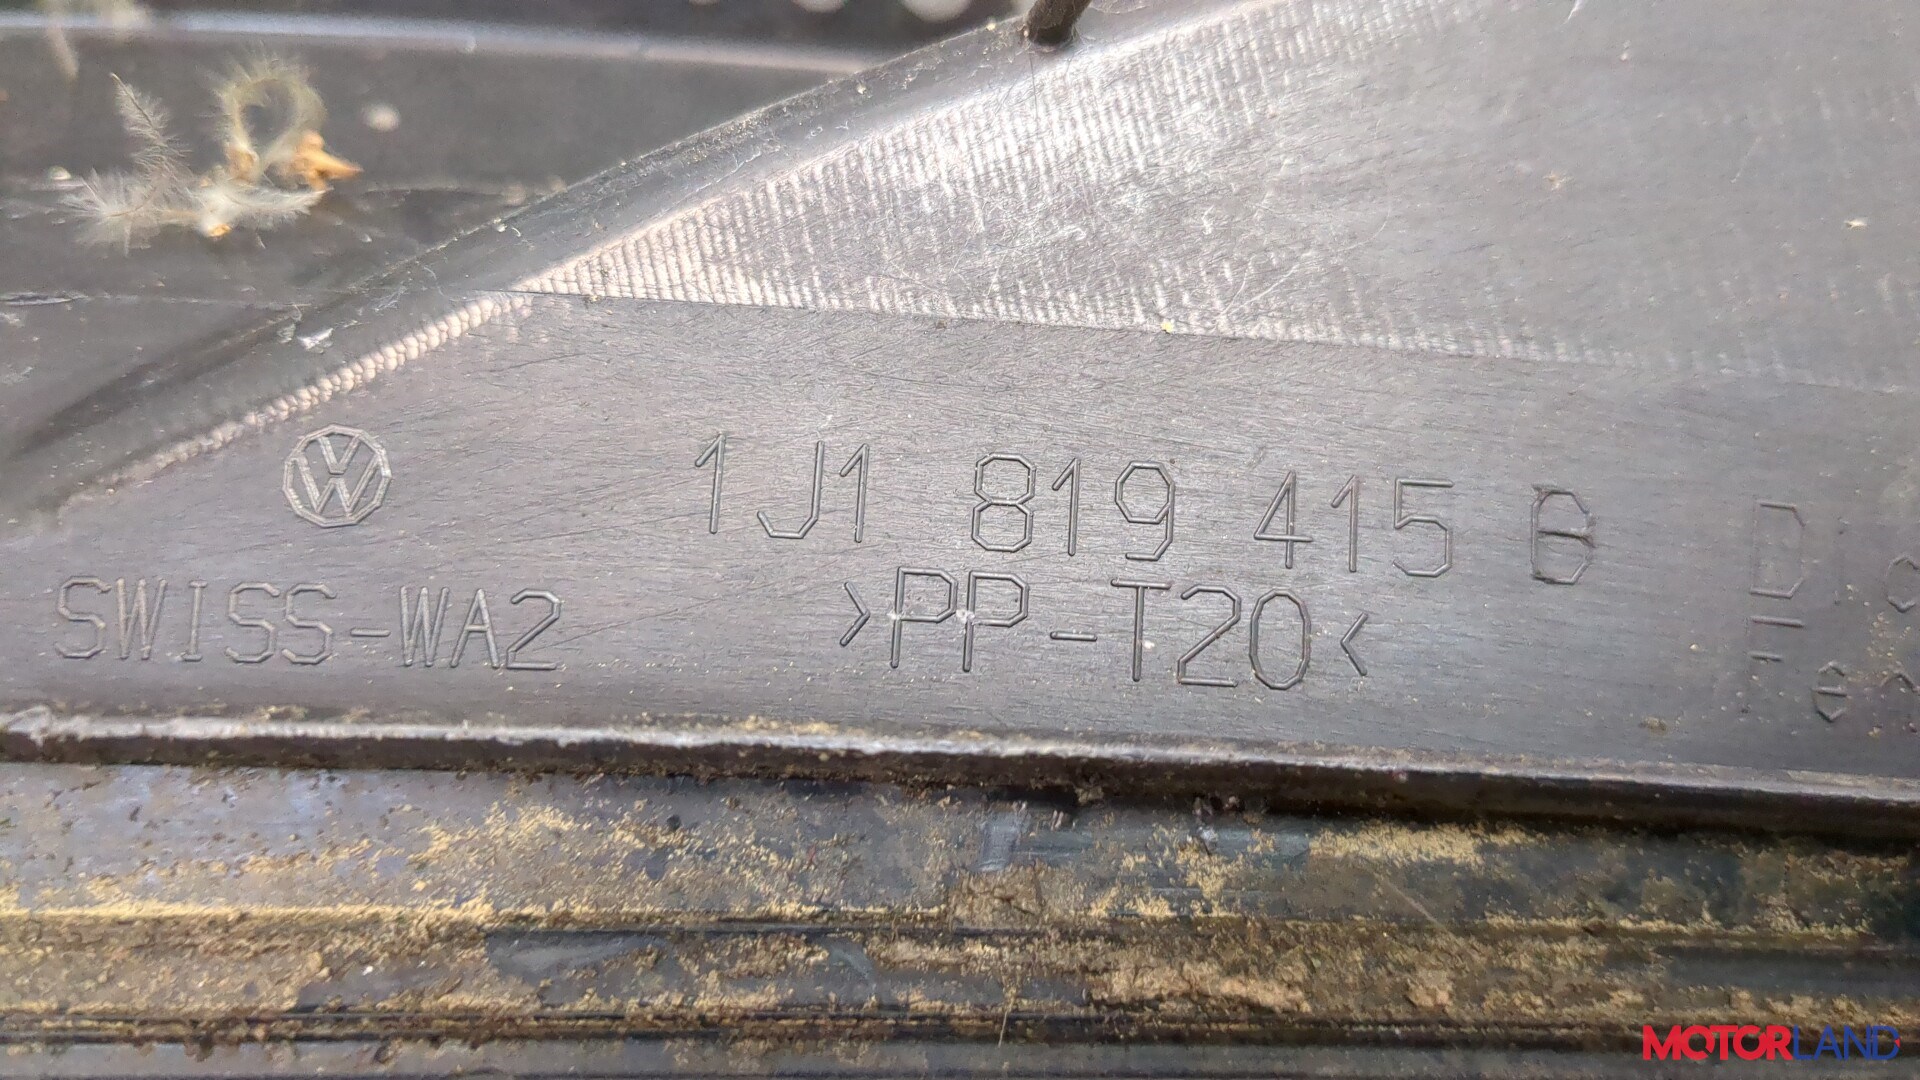 1J1 819 415 B
SWISS-WA2
>PP-T20<
MOTORLAND